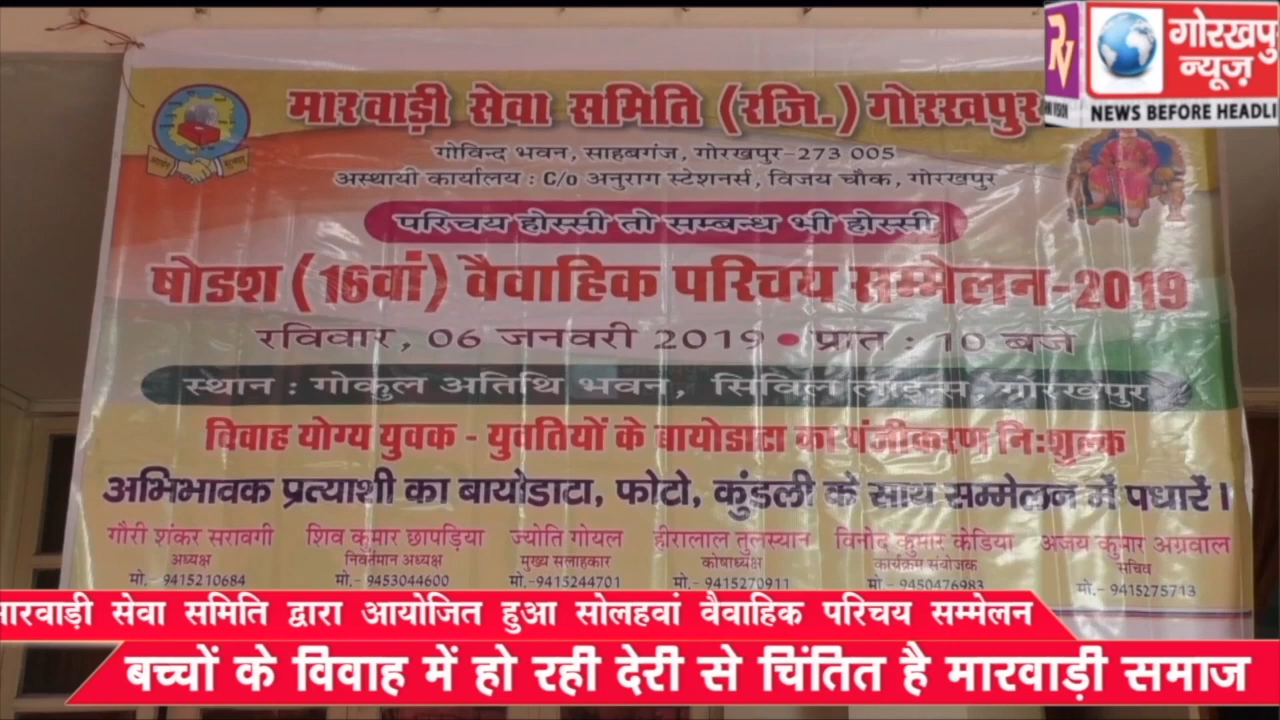 मारवाड़ी सेवा समिति (रजि.) गोरखपुर
गोविन्द भवन, साहबगंज, गोरखपुर-273 005
अस्थायी कार्यालय : C/o अनुराग स्टेशनर्स, विजय चौक, गोरखपुर
परिचय होस्सी तो सम्बन्ध भी होस्सी
षोडश (16वां) वैवाहिक परिचय सम्मेलन-2019
रविवार, 06 जनवरी 2019 • प्रात : 10 बजे
स्थान : गोकुल अतिथि भवन, सिविल लाइन्स, गोरखपुर
विवाह योग्य युवक - युवतियों के बायोडाटा का पंजीकरण नि:शुल्क
अभिभावक प्रत्याशी का बायोडाटा, फोटो, कुंडली के साथ सम्मेलन में पधारें।
गौरी शंकर सरावगी शिव कुमार छापड़िया ज्योति गोयल हीरालाल तुलस्यान विनोद कुमार केडिया अजय कुमार अग्रवाल
अध्यक्ष निवर्तमान अध्यक्ष मुख्य सलाहकार कोषाध्यक्ष कार्यक्रम संयोजक सचिव
मो.- 9415210684 मो.- 9453044600 मो.-9415244701 मो.-9415270911 मो.- 9450476983 मो.- 9415275713
गोरखपु
न्यूज़
NEWS BEFORE HEADLI
मारवाड़ी सेवा समिति द्वारा आयोजित हुआ सोलहवां वैवाहिक परिचय सम्मेलन
बच्चों के विवाह में हो रही देरी से चिंतित है मारवाड़ी समाज